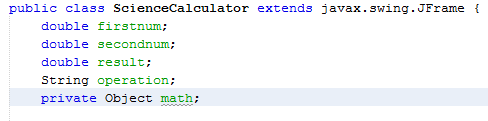 public class ScienceCalculator extends javax.swing.JFrame {
    double firstnum;
    double secondnum;
    double result;
    String operation;
    private Object math;